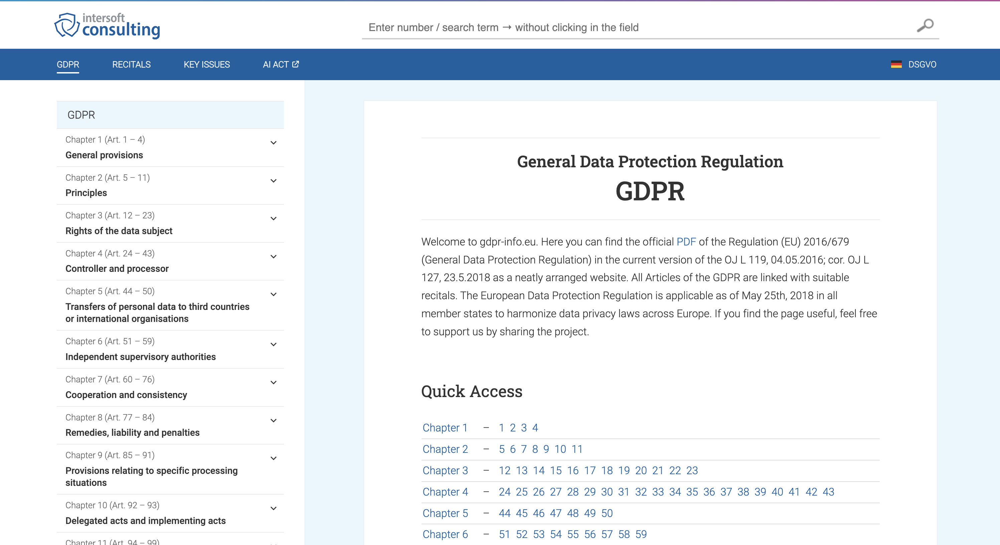 intersoft
consulting
Enter number / search term → without clicking in the field
GDPR
RECITALS
KEY ISSUES
AI ACT
DSGVO
GDPR
Chapter 1 (Art. 1 – 4)
General provisions
Chapter 2 (Art. 5 – 11)
Principles
Chapter 3 (Art. 12 – 23)
Rights of the data subject
Chapter 4 (Art. 24 – 43)
Controller and processor
Chapter 5 (Art. 44 – 50)
Transfers of personal data to third countries
or international organisations
Chapter 6 (Art. 51 – 59)
Independent supervisory authorities
Chapter 7 (Art. 60 – 76)
Cooperation and consistency
Chapter 8 (Art. 77 – 84)
Remedies, liability and penalties
Chapter 9 (Art. 85 – 91)
Provisions relating to specific processing
situations
Chapter 10 (Art. 92 – 93)
Delegated acts and implementing acts
Chapter 11 (Art. 94 – 99)
General Data Protection Regulation
GDPR
Welcome to gdpr-info.eu. Here you can find the official PDF of the Regulation (EU) 2016/679
(General Data Protection Regulation) in the current version of the OJ L 119, 04.05.2016; cor. OJ L
127, 23.5.2018 as a neatly arranged website. All Articles of the GDPR are linked with suitable
recitals. The European Data Protection Regulation is applicable as of May 25th, 2018 in all
member states to harmonize data privacy laws across Europe. If you find the page useful, feel free
to support us by sharing the project.
Quick Access
Chapter 1 – 1 2 3 4
Chapter 2 – 5 6 7 8 9 10 11
Chapter 3 – 12 13 14 15 16 17 18 19 20 21 22 23
Chapter 4 – 24 25 26 27 28 29 30 31 32 33 34 35 36 37 38 39 40 41 42 43
Chapter 5 – 44 45 46 47 48 49 50
Chapter 6 – 51 52 53 54 55 56 57 58 59